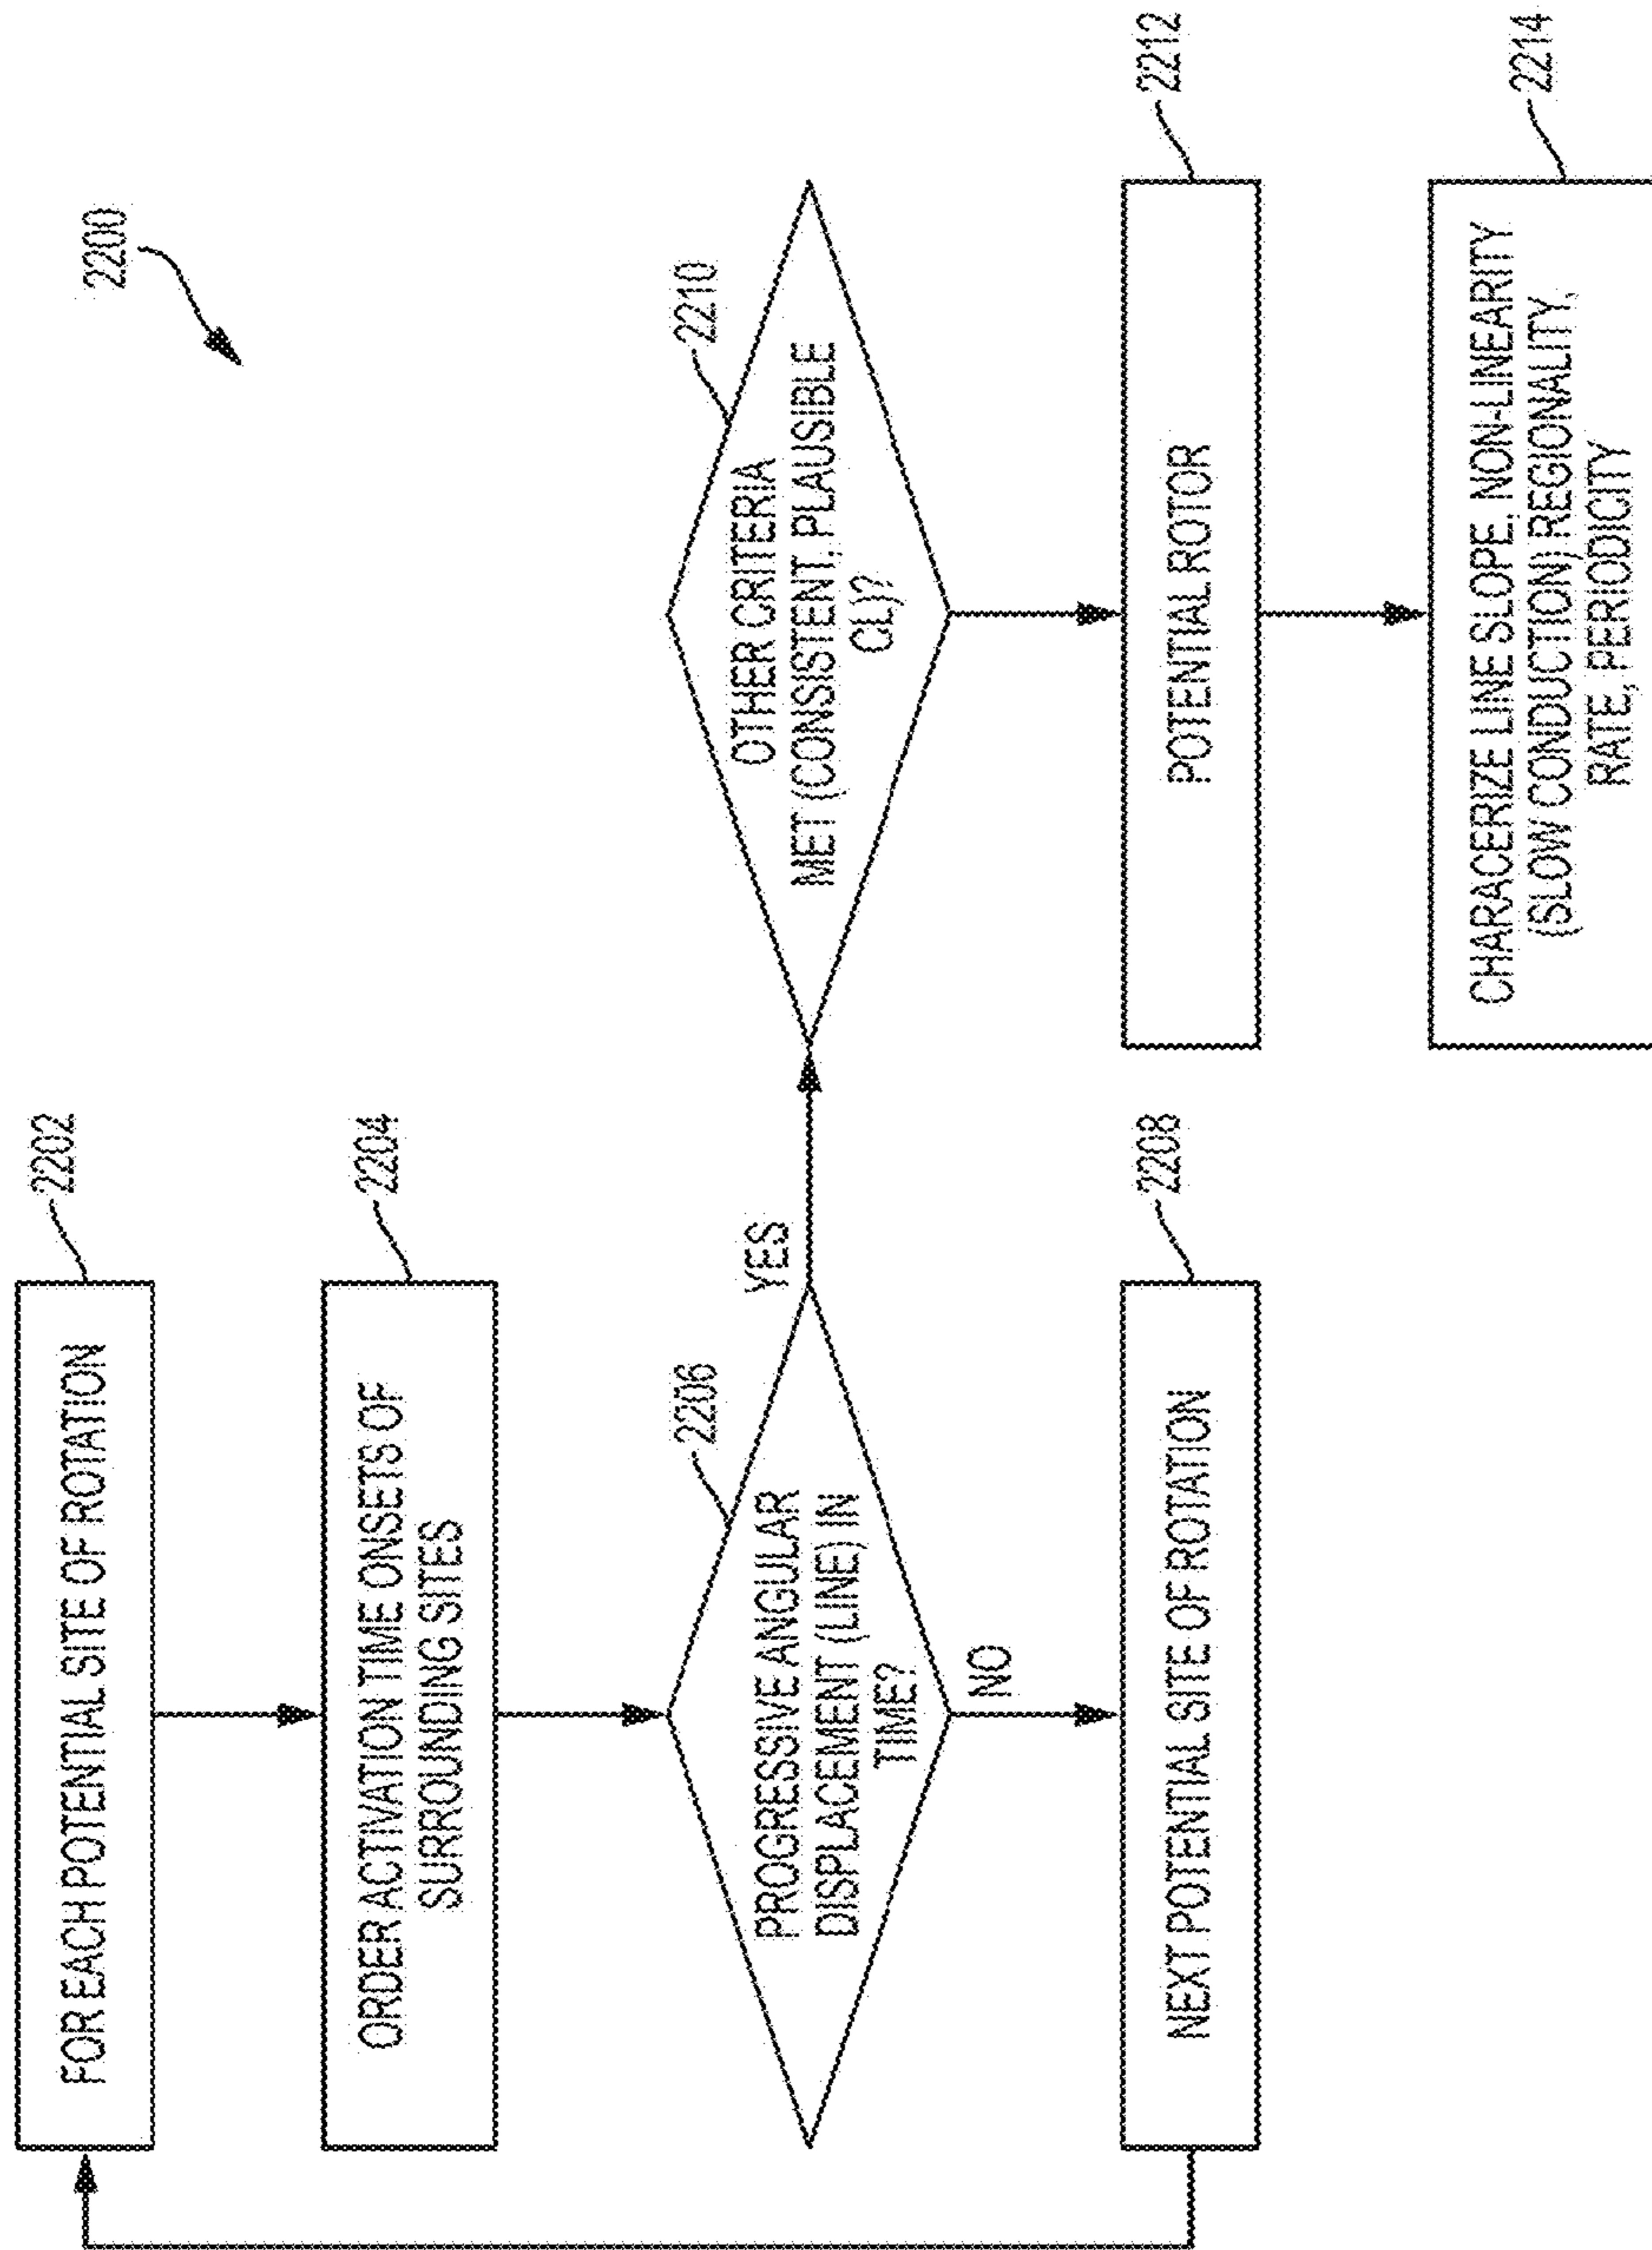 2200
2202
FOR EACH POTENTIAL SITE OF ROTATION
2204
ORDER ACTIVATION TIME ONSETS OF
SURROUNDING SITES
2206
PROGRESSIVE ANGULAR
DISPLACEMENT (LINE) IN
TIME?
YES
NO
2208
NEXT POTENTIAL SITE OF ROTATION
2210
OTHER CRITERIA
MET (CONSISTENT, PLAUSIBLE
CL)?
2212
POTENTIAL ROTOR
2214
CHARACERIZE LINE SLOPE, NON-LINEARITY
(SLOW CONDUCTION) REGIONALITY,
RATE, PERIODICITY